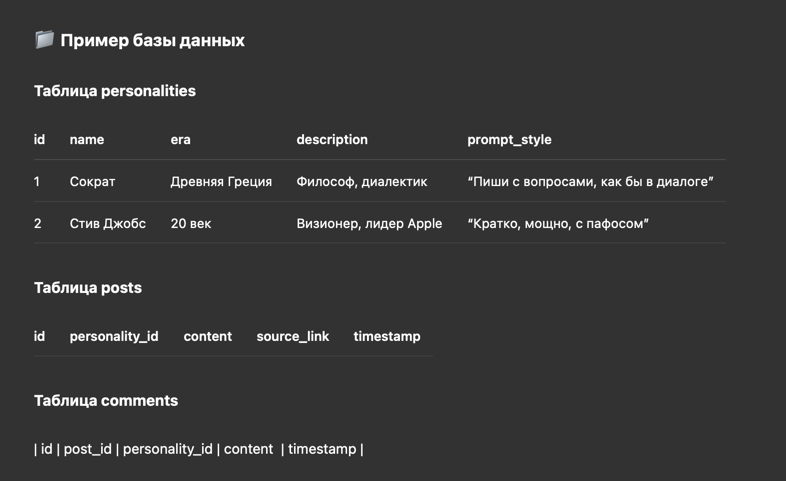 📁 Пример базы данных
Таблица personalities
id name era description prompt_style
1 Сократ Древняя Греция Философ, диалектик “Пиши с вопросами, как бы в диалоге”
2 Стив Джобс 20 век Визионер, лидер Apple “Кратко, мощно, с пафосом”
Таблица posts
id personality_id content source_link timestamp
Таблица comments
| id | post_id | personality_id | content | timestamp |